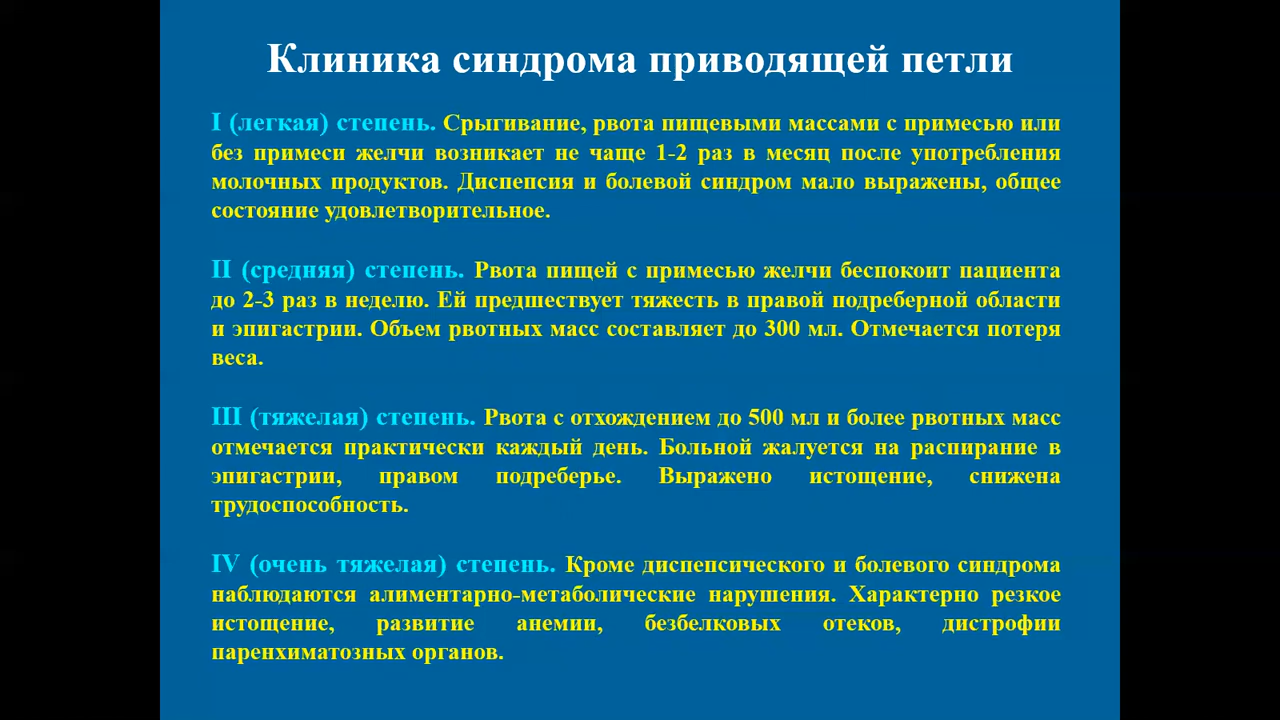 Клиника синдрома приводящей петли
I (легкая) степень. Срыгивание, рвота пищевыми массами с примесью или
без примеси желчи возникает не чаще 1-2 раз в месяц после употребления
молочных продуктов. Диспепсия и болевой синдром мало выражены, общее
состояние удовлетворительное.
II (средняя) степень. Рвота пищей с примесью желчи беспокоит пациента
до 2-3 раз в неделю. Ей предшествует тяжесть в правой подреберной области
и эпигастрии. Объем рвотных масс составляет до 300 мл. Отмечается потеря
веса.
III (тяжелая) степень. Рвота с отхождением до 500 мл и более рвотных масс
отмечается практически каждый день. Больной жалуется на распирание в
эпигастрии, правом подреберье. Выражено истощение, снижена
трудоспособность.
IV (очень тяжелая) степень. Кроме диспепсического и болевого синдрома
наблюдаются алиментарно-метаболические нарушения. Характерно резкое
истощение, развитие анемии, безбелковых отеков, дистрофии
паренхиматозных органов.